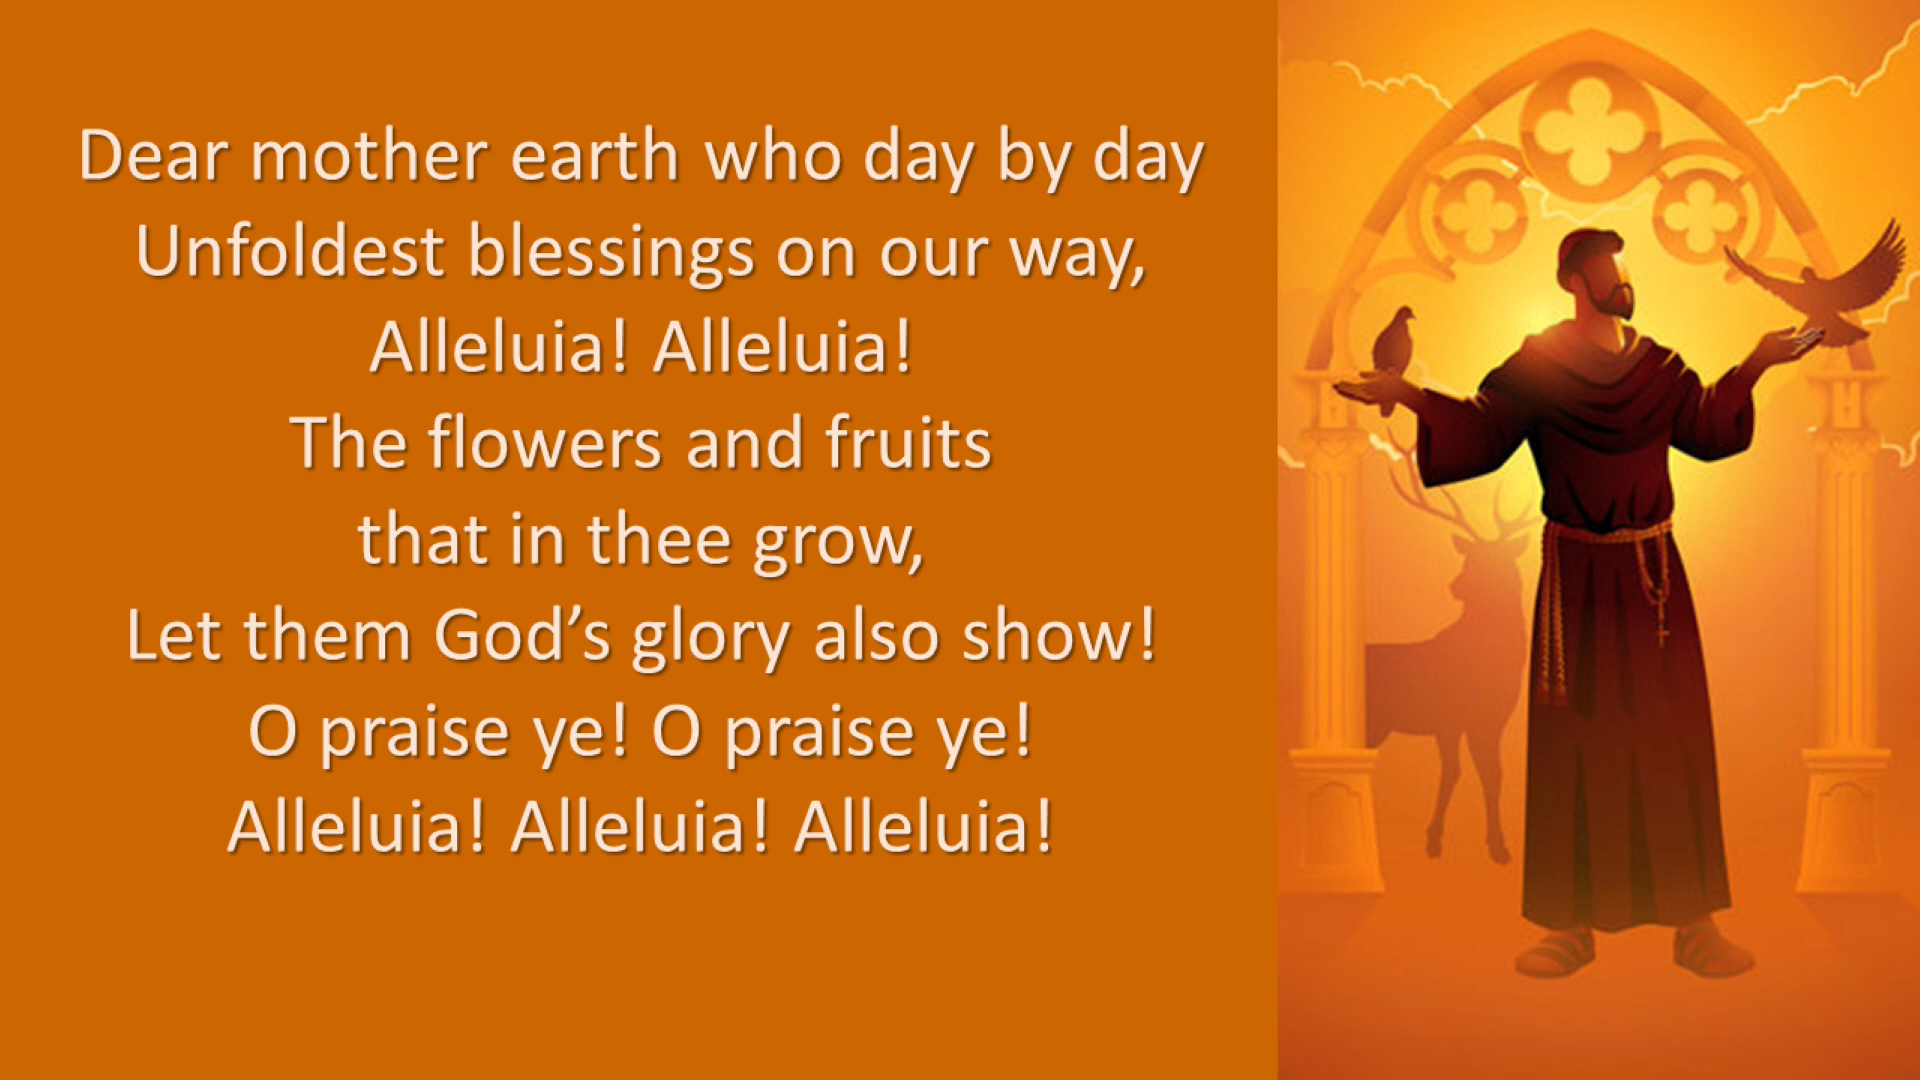 Dear mother earth who day by day
Unfoldest blessings on our way,
Alleluia! Alleluia!
The flowers and fruits
that in thee grow,
Let them God’s glory also show!
O praise ye! O praise ye!
Alleluia! Alleluia! Alleluia!